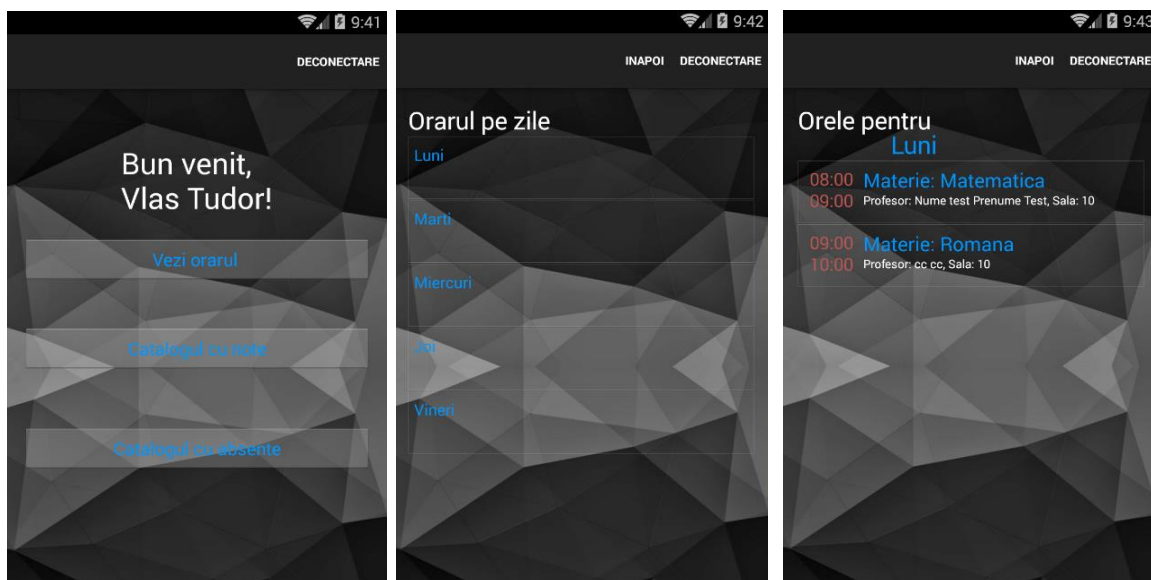 9:41
DECONECTARE
Bun venit,
Vlas Tudor!
Vezi orarul
Catalogul cu note
Catalogul cu absente
9:42
INAPOI DECONECTARE
Orarul pe zile
Luni
Marti
Miercuri
Joi
Vineri
9:43
INAPOI DECONECTARE
Orele pentru
Luni
08:00 Materie: Matematica
09:00 Profesor: Nume test Prenume Test, Sala: 10
09:00 Materie: Romana
10:00 Profesor: cc cc, Sala: 10